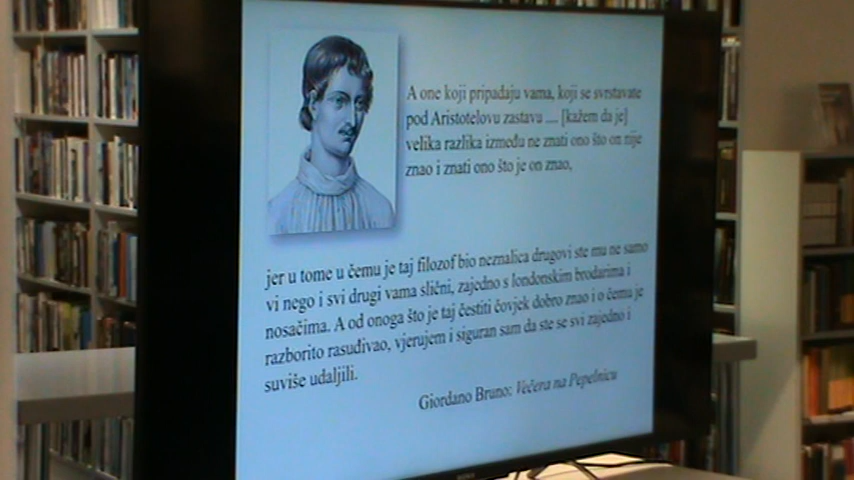 A one koji pripadaju vama, koji se svrstavate
pod Aristotelovu zastavu .... [kažem da je]
velika razlika između ne znati ono što on nije
znao i znati ono što je on znao,
jer u tome u čemu je taj filozof bio neznalica drugovi ste mu ne samo
vi nego i svi drugi vama slični, zajedno s londonskim brodarima i
nosačima. A od onoga što je taj čestiti čovjek dobro znao i o čemu je
razborito rasuđivao, vjerujem i siguran sam da ste se svi zajedno i
suviše udaljili.
Giordano Bruno: Večera na Pepelnicu